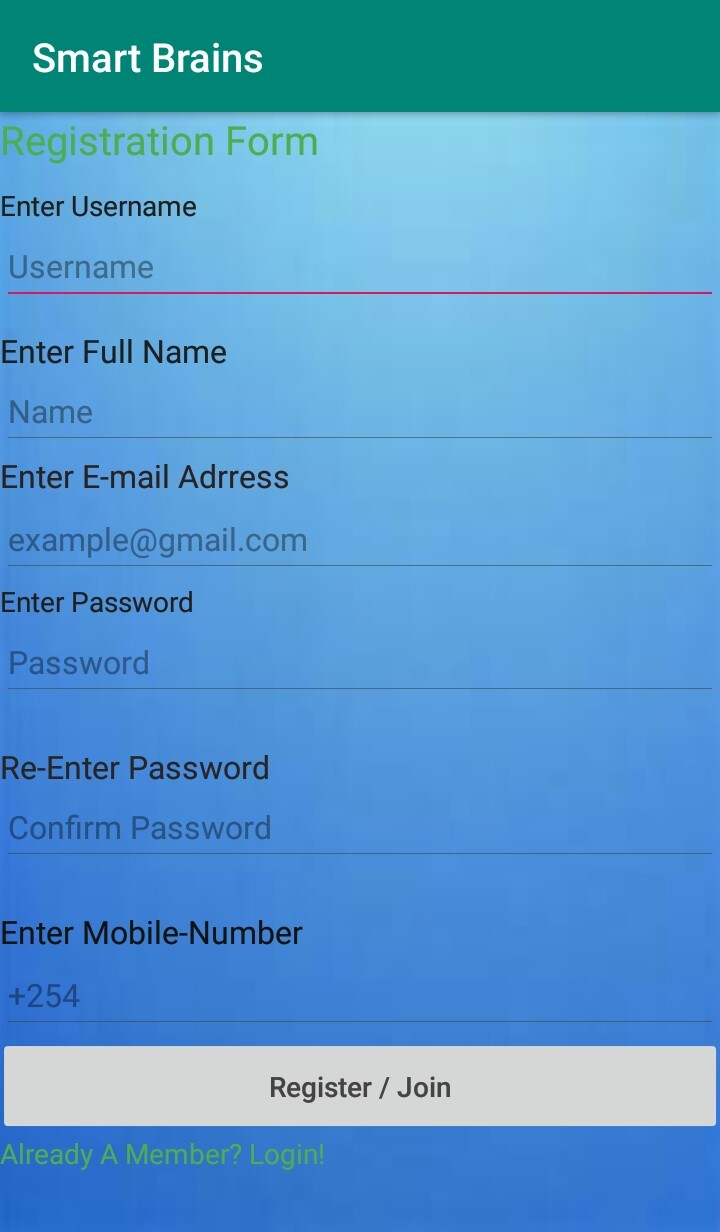 Smart Brains
Registration Form
Enter Username
Username
Enter Full Name
Name
Enter E-mail Adrress
example@gmail.com
Enter Password
Password
Re-Enter Password
Confirm Password
Enter Mobile-Number
+254
Register / Join
Already A Member? Login!